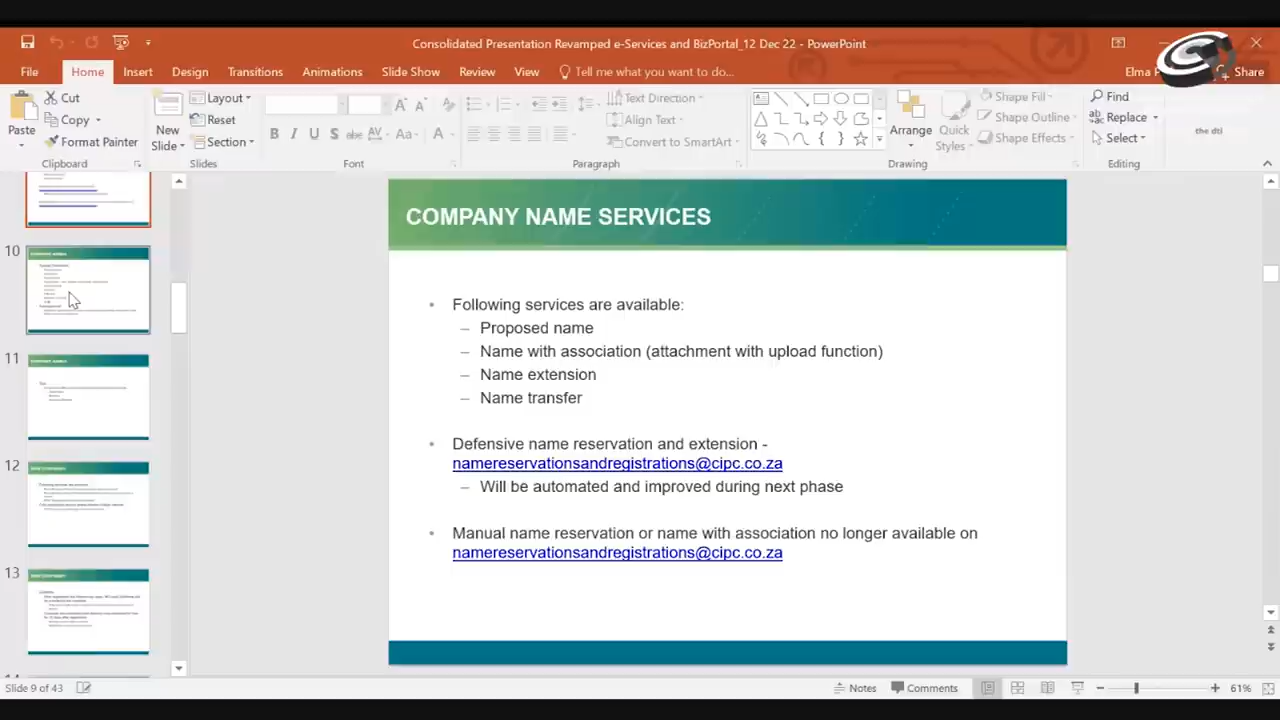 Consolidated Presentation Revamped e-Services and BizPortal_12 Dec 22 - PowerPoint
File Home Insert Design Transitions Animations Slide Show Review View Tell me what you want to do... Elma Share
Paste Cut Copy Format Painter Clipboard
New Slide Layout Reset Section Slides
B I U S abc AV Aa A Font
Text Direction Align Text Convert to SmartArt Paragraph
Arrange Quick Styles Shape Fill Shape Outline Shape Effects Drawing
Find Replace Select Editing
the dti
10
11
12
13
COMPANY NAME SERVICES
• Following services are available:
– Proposed name
– Name with association (attachment with upload function)
– Name extension
– Name transfer
• Defensive name reservation and extension -
namereservationsandregistrations@cipc.co.za
– Will be automated and improved during next phase
• Manual name reservation or name with association no longer available on
namereservationsandregistrations@cipc.co.za
Slide 9 of 43 Notes Comments 61%